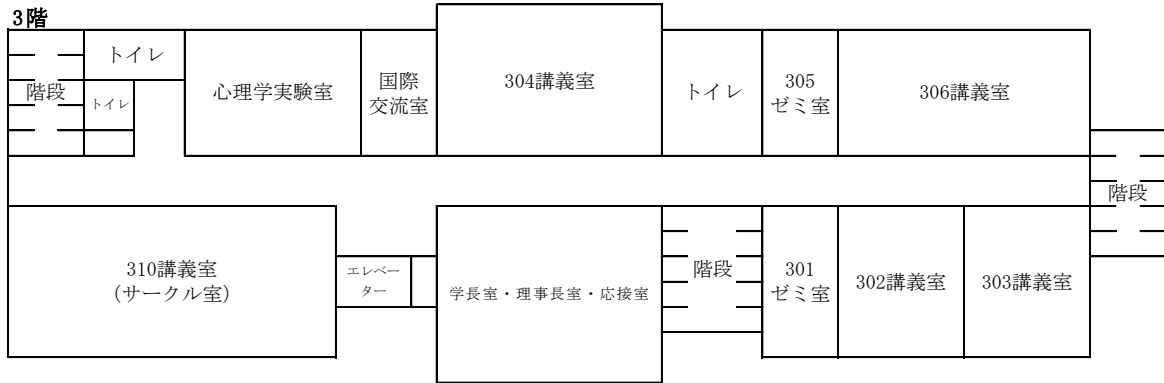 3階
階段
トイレ
トイレ
心理学実験室
国際
交流室
304講義室
トイレ
305
ゼミ室
306講義室
階段
310講義室
(サークル室)
エレベー
ター
学長室・理事長室・応接室
階段
301
ゼミ室
302講義室
303講義室